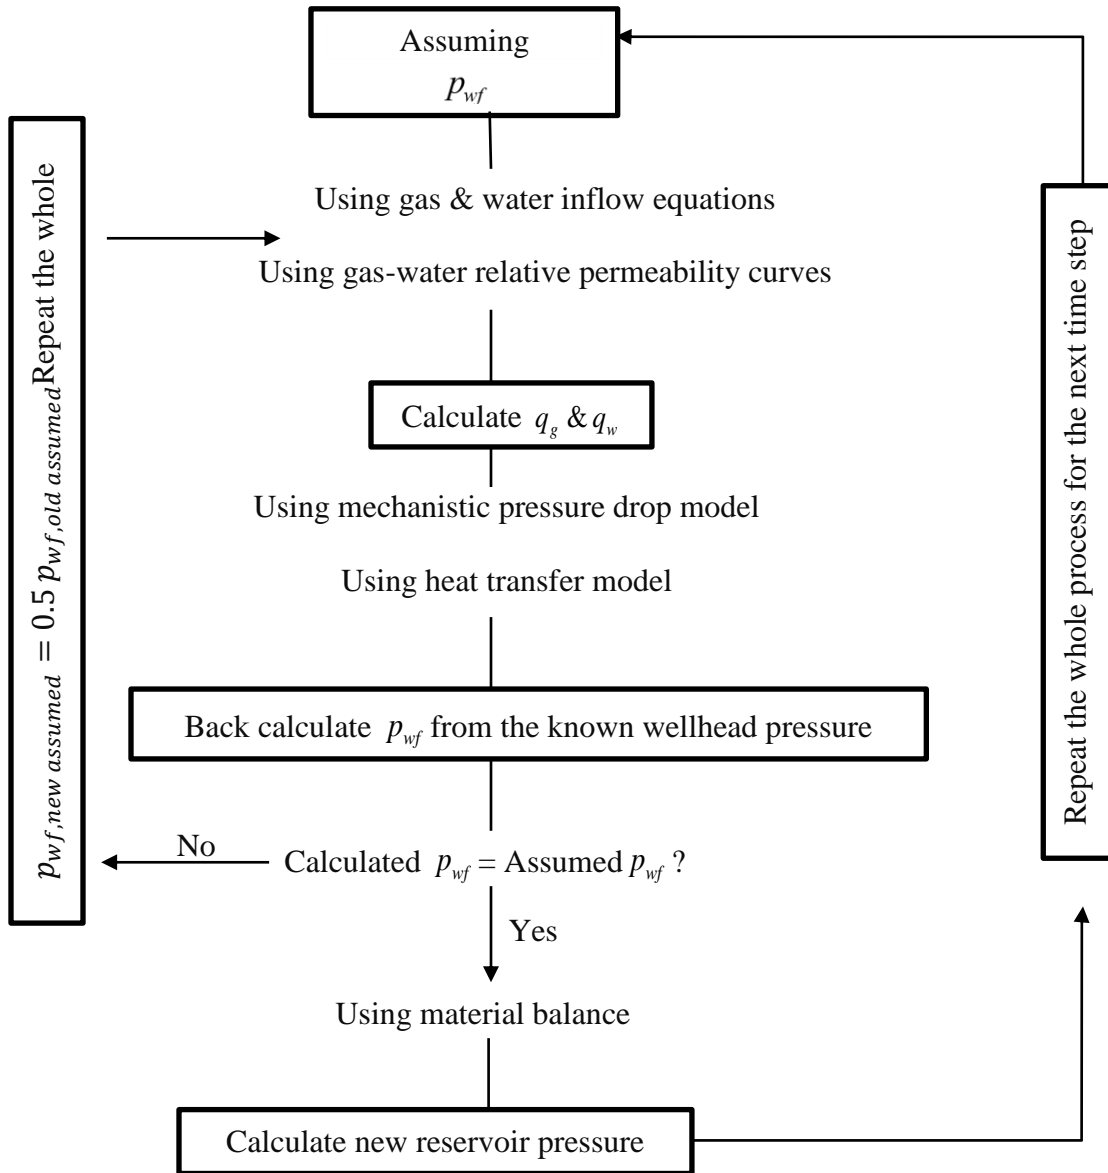 Assuming
p_wf
Using gas & water inflow equations
Using gas-water relative permeability curves
Calculate q_g & q_w
Using mechanistic pressure drop model
Using heat transfer model
Back calculate p_wf from the known wellhead pressure
No
Calculated p_wf = Assumed p_wf ?
Yes
Using material balance
Calculate new reservoir pressure
p_wf,new assumed = 0.5 p_wf,old assumed Repeat the whole
Repeat the whole process for the next time step